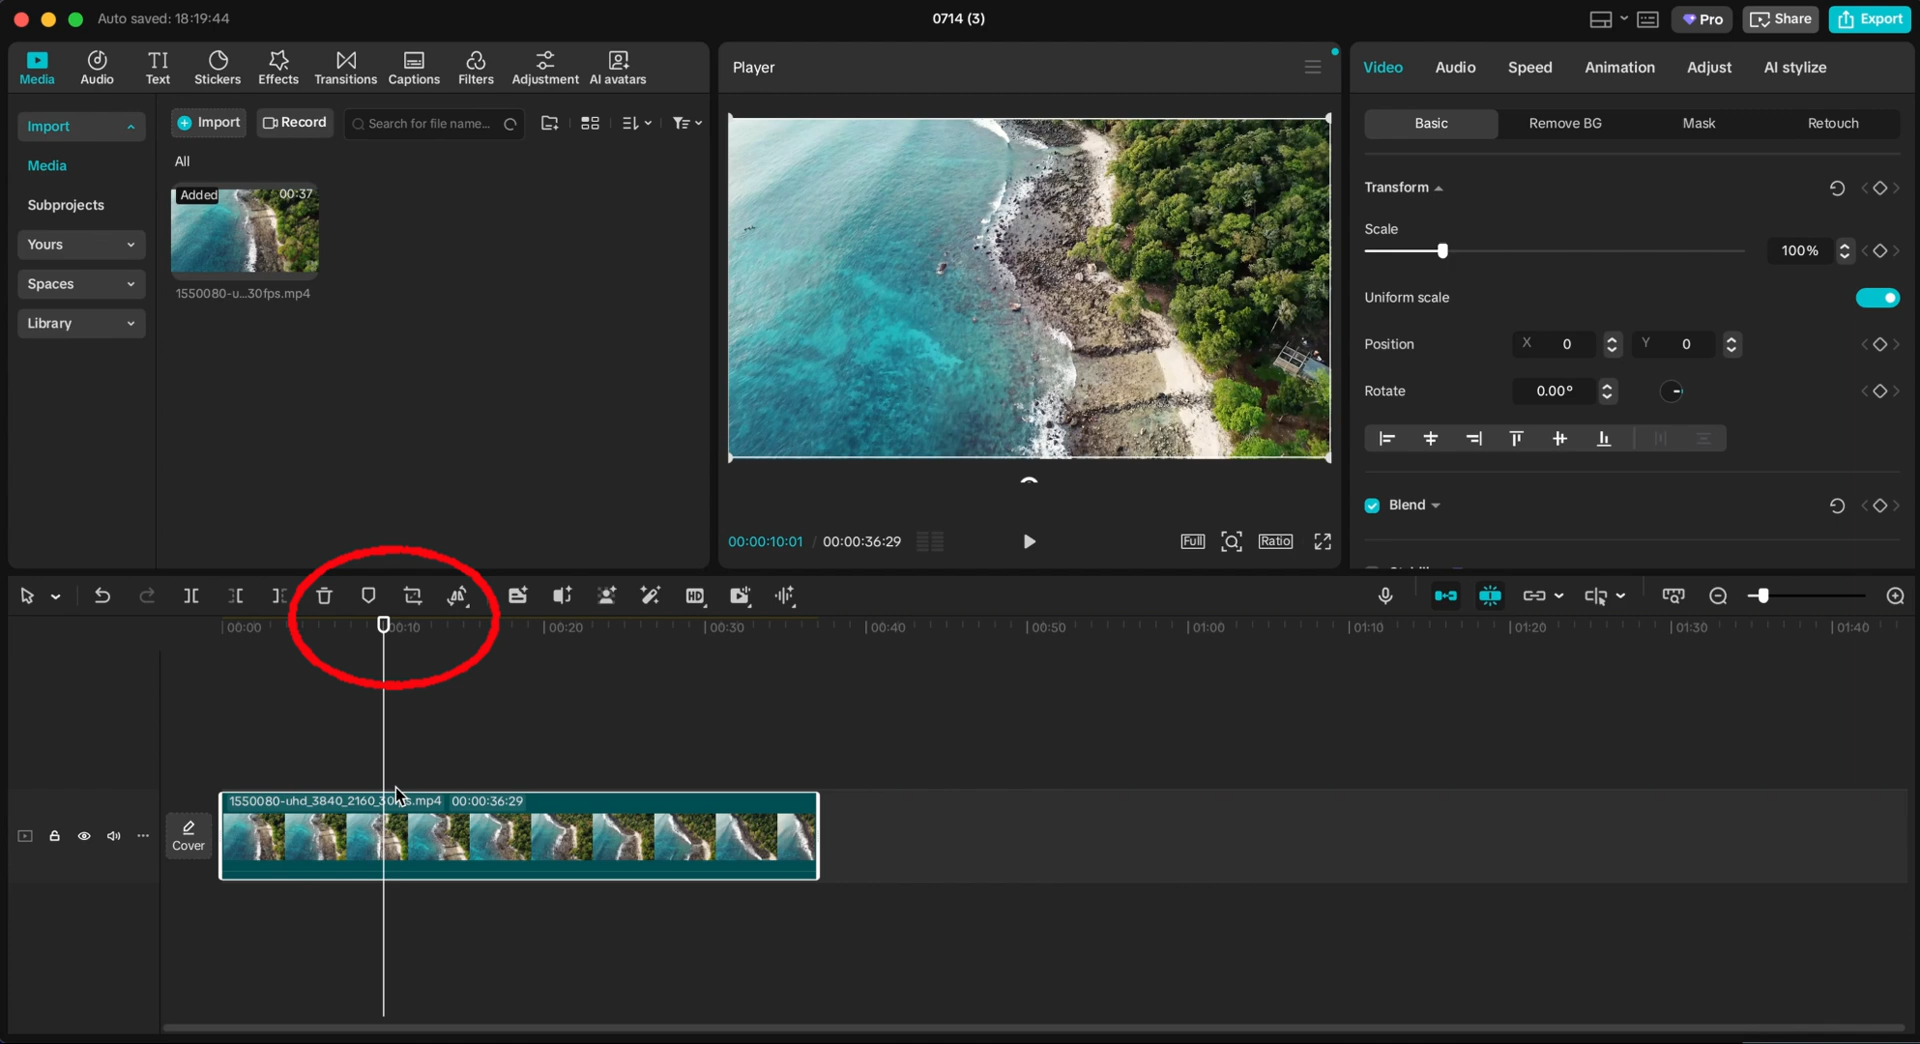 Auto saved: 18:19:44
0714 (3)
Pro
Share
Export
Media
Audio
Text
Stickers
Effects
Transitions
Captions
Filters
Adjustment
AI avatars
Import
Media
Subprojects
Yours
Spaces
Library
Import
Record
Search for file name...
All
Added
00:37
1550080-u...30fps.mp4
Player
00:00:10:01 / 00:00:36:29
Full
Ratio
Video
Audio
Speed
Animation
Adjust
AI stylize
Basic
Remove BG
Mask
Retouch
Transform
Scale
100%
Uniform scale
Position
X 0
Y 0
Rotate
0.00°
Blend
HD
00:00
00:10
00:20
00:30
00:40
00:50
01:00
01:10
01:20
01:30
01:40
Cover
1550080-uhd_3840_2160_30fps.mp4 00:00:36:29